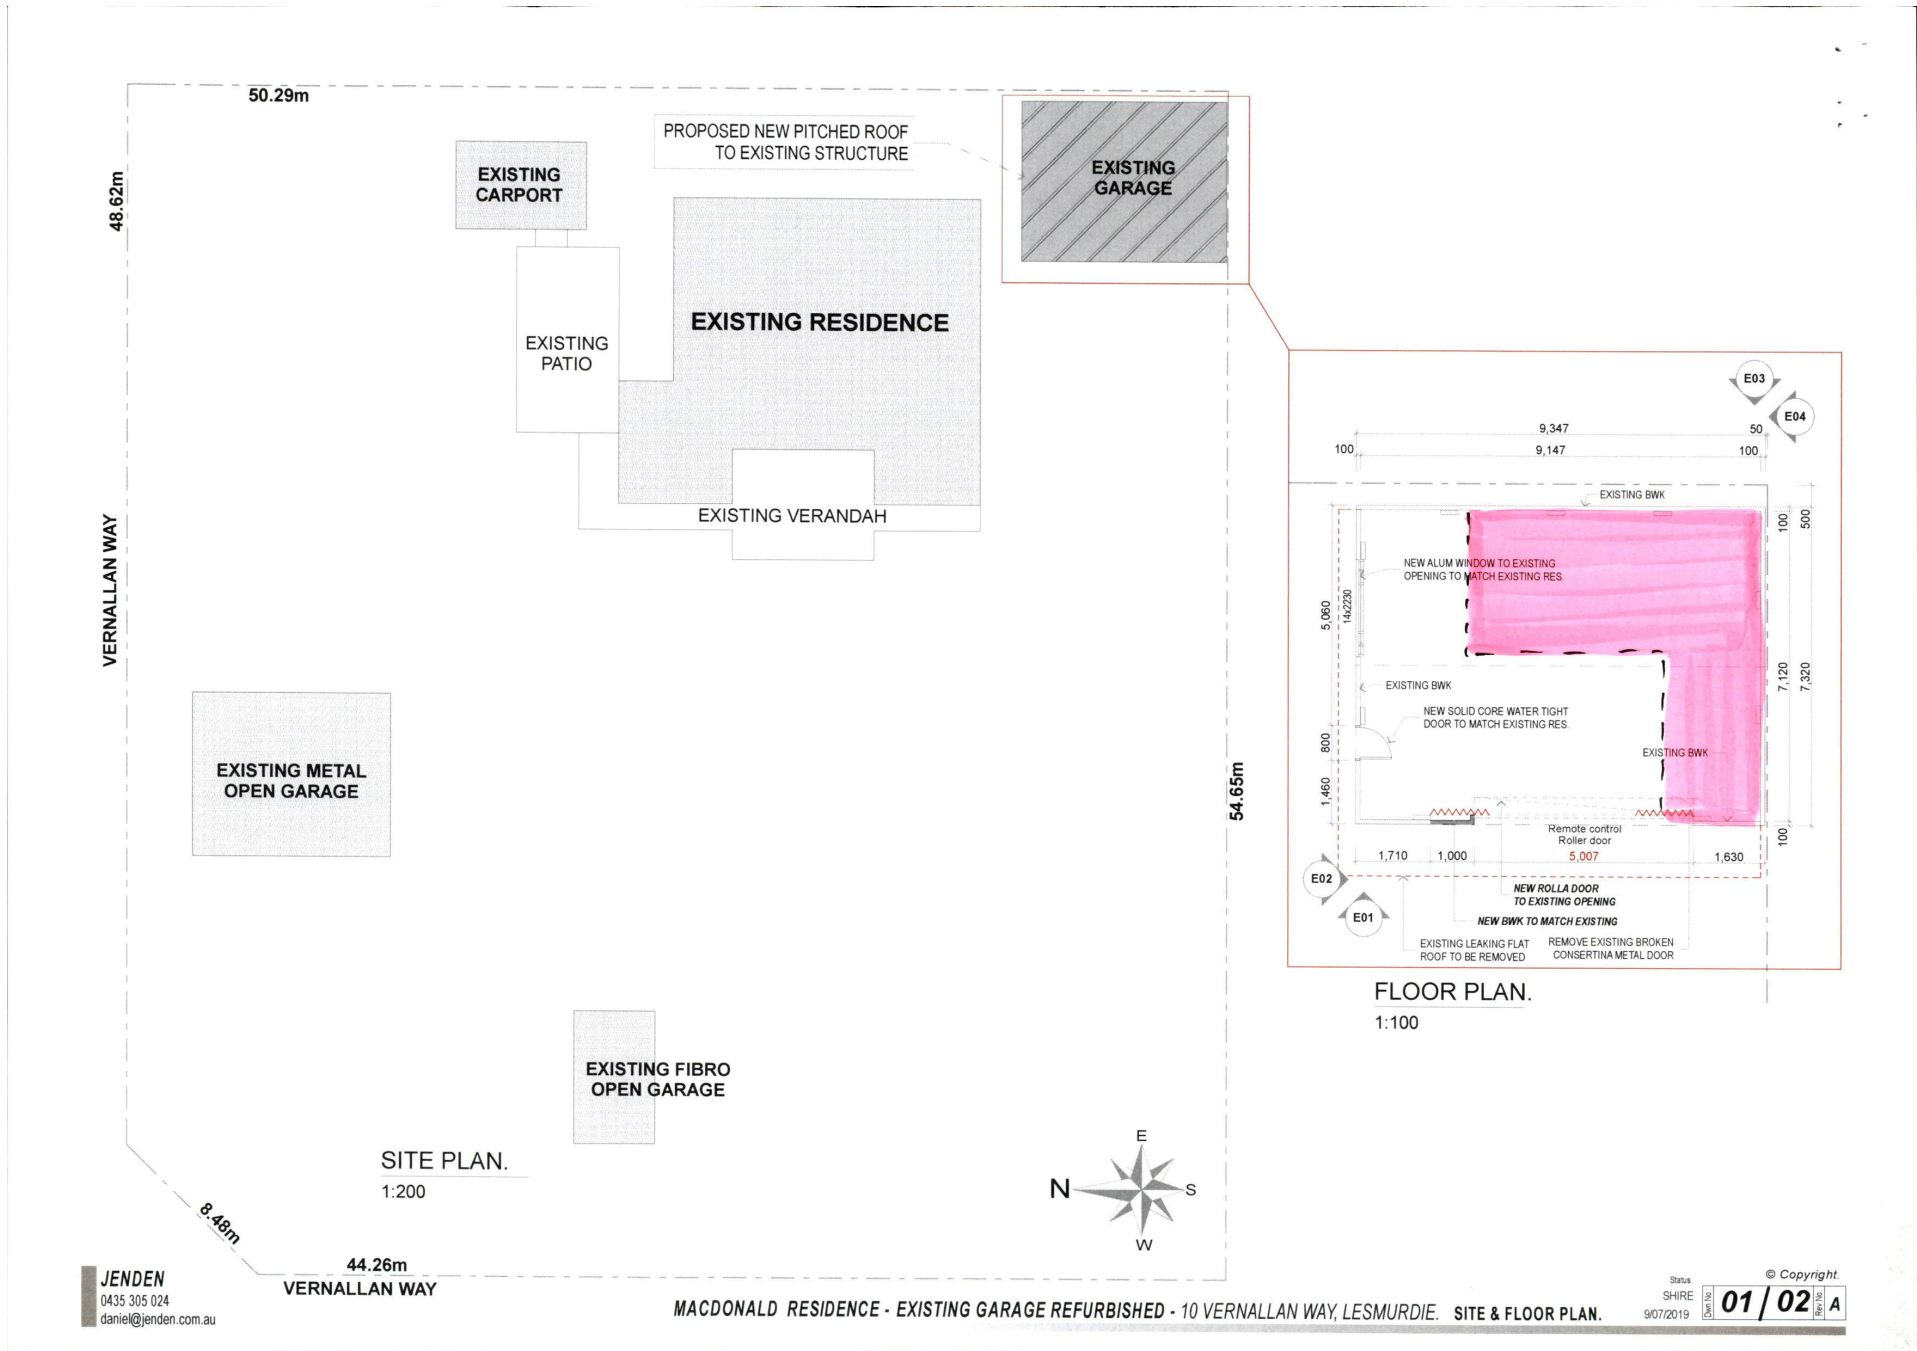 50.29m
48.62m
PROPOSED NEW PITCHED ROOF
TO EXISTING STRUCTURE
EXISTING
CARPORT
EXISTING
GARAGE
EXISTING RESIDENCE
EXISTING
PATIO
EXISTING VERANDAH
VERNALLAN WAY
EXISTING METAL
OPEN GARAGE
54.65m
EXISTING FIBRO
OPEN GARAGE
SITE PLAN.
1:200
8.48m
44.26m
VERNALLAN WAY
E
N
S
W
E03
E04
9,347
50
100
9,147
100
EXISTING BWK
100
500
NEW ALUM WINDOW TO EXISTING
OPENING TO MATCH EXISTING RES.
5,060
14x2230
7,120
7,320
EXISTING BWK
NEW SOLID CORE WATER TIGHT
DOOR TO MATCH EXISTING RES.
800
EXISTING BWK
1,460
Remote control
Roller door
100
1,710
1,000
5,007
1,630
E02
E01
NEW ROLLA DOOR
TO EXISTING OPENING
NEW BWK TO MATCH EXISTING
EXISTING LEAKING FLAT
ROOF TO BE REMOVED
REMOVE EXISTING BROKEN
CONSERTINA METAL DOOR
FLOOR PLAN.
1:100
JENDEN
0435 305 024
daniel@jenden.com.au
MACDONALD RESIDENCE - EXISTING GARAGE REFURBISHED - 10 VERNALLAN WAY, LESMURDIE. SITE & FLOOR PLAN.
Status
SHIRE
9/07/2019
© Copyright.
Dwn No.
01 / 02
Rev No.
A